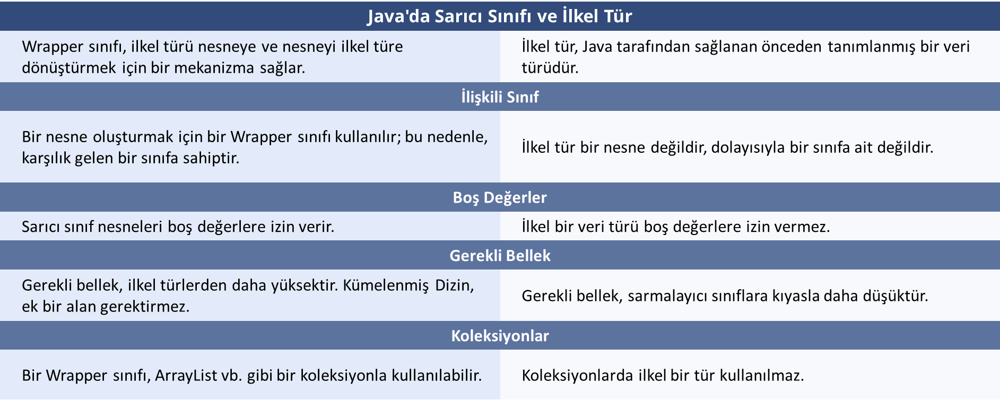 Java'da Sarıcı Sınıfı ve İlkel Tür
Wrapper sınıfı, ilkel türü nesneye ve nesneyi ilkel türe
dönüştürmek için bir mekanizma sağlar.
İlkel tür, Java tarafından sağlanan önceden tanımlanmış bir veri
türüdür.
İlişkili Sınıf
Bir nesne oluşturmak için bir Wrapper sınıfı kullanılır; bu nedenle,
karşılık gelen bir sınıfa sahiptir.
İlkel tür bir nesne değildir, dolayısıyla bir sınıfa ait değildir.
Boş Değerler
Sarıcı sınıf nesneleri boş değerlere izin verir.
İlkel bir veri türü boş değerlere izin vermez.
Gerekli Bellek
Gerekli bellek, ilkel türlerden daha yüksektir. Kümelenmiş Dizin,
ek bir alan gerektirmez.
Gerekli bellek, sarmalayıcı sınıflara kıyasla daha düşüktür.
Koleksiyonlar
Bir Wrapper sınıfı, ArrayList vb. gibi bir koleksiyonla kullanılabilir.
Koleksiyonlarda ilkel bir tür kullanılmaz.